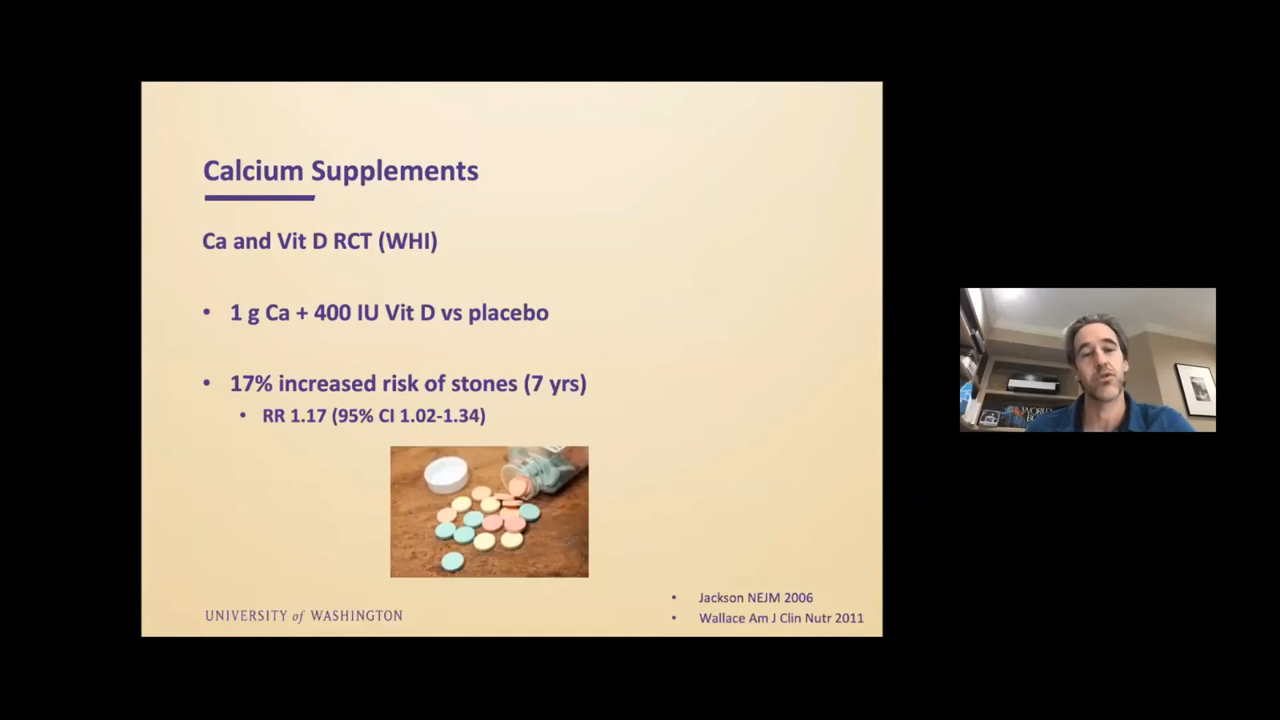 Calcium Supplements
Ca and Vit D RCT (WHI)
• 1 g Ca + 400 IU Vit D vs placebo
• 17% increased risk of stones (7 yrs)
• RR 1.17 (95% CI 1.02-1.34)
UNIVERSITY of WASHINGTON
• Jackson NEJM 2006
• Wallace Am J Clin Nutr 2011
WORLD